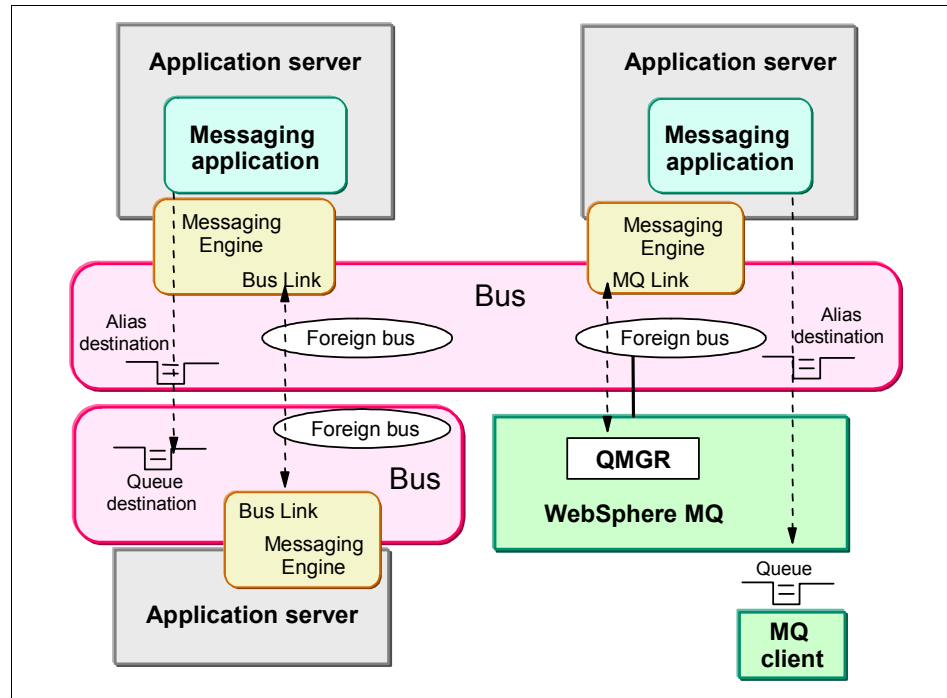 Application server
Messaging
application
Messaging
Engine
Bus Link
Application server
Messaging
application
Messaging
Engine
MQ Link
Bus
Alias
destination
Foreign bus
Foreign bus
Alias
destination
Foreign bus
Queue
destination
Bus
Bus Link
Messaging
Engine
Application server
QMGR
WebSphere MQ
Queue
MQ
client